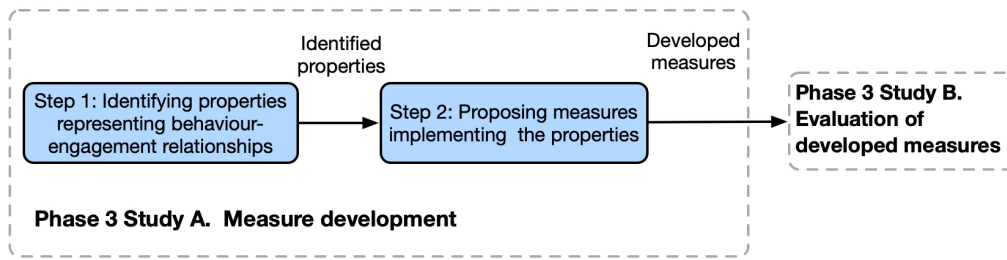 Identified
properties
Developed
measures
Step 1: Identifying properties
representing behaviour-
engagement relationships
Step 2: Proposing measures
implementing the properties
Phase 3 Study B.
Evaluation of
developed measures
Phase 3 Study A. Measure development